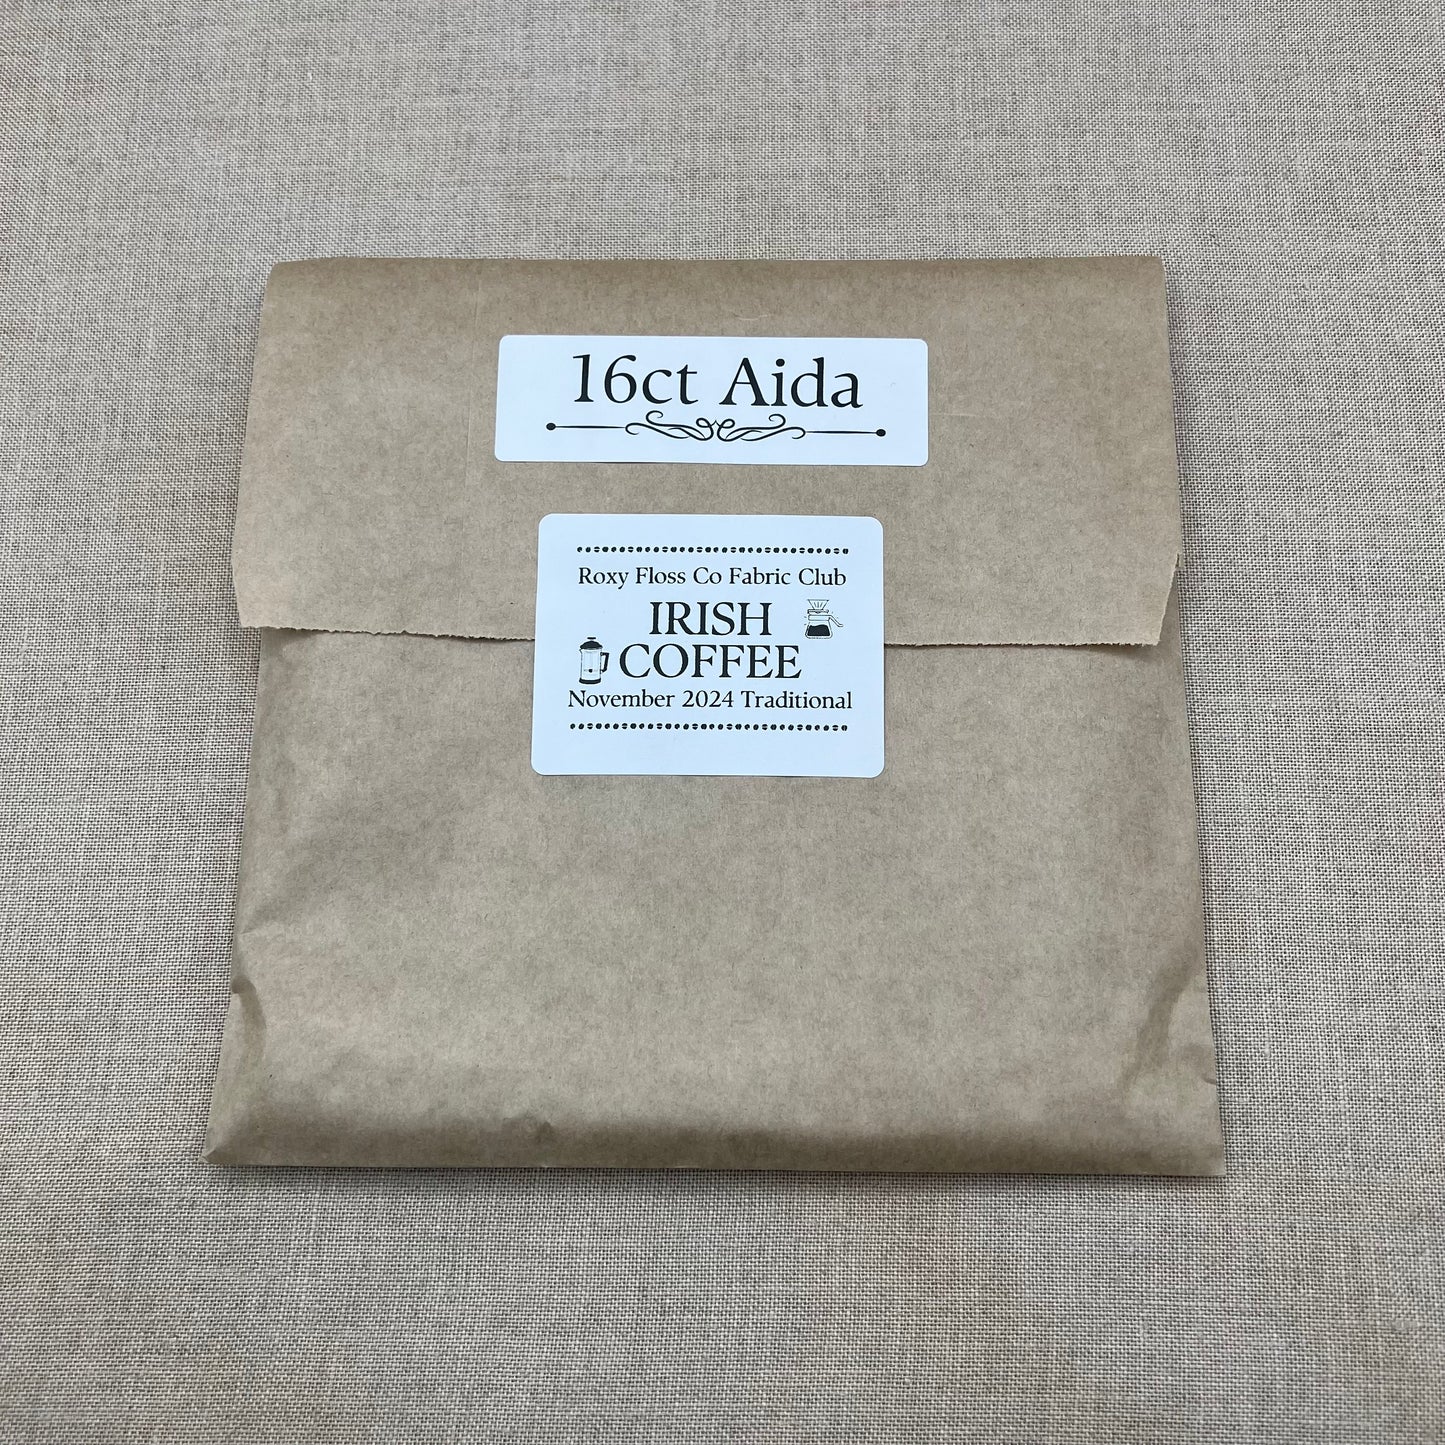 16ct Aida
Roxy Floss Co Fabric Club
IRISH
COFFEE
November 2024 Traditional